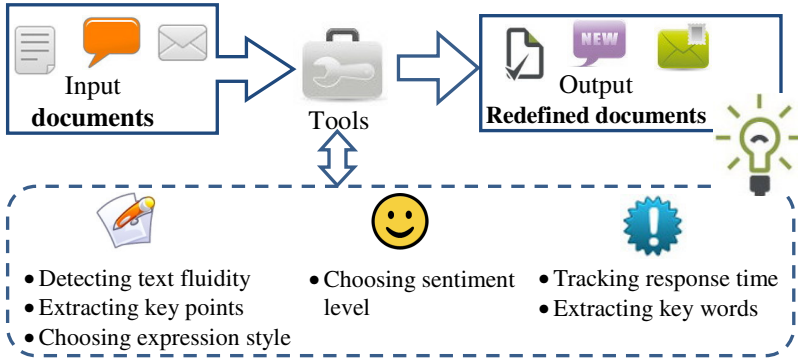 Input
documents
Tools
NEW
Output
Redefined documents
• Detecting text fluidity
• Extracting key points
• Choosing expression style
• Choosing sentiment
level
• Tracking response time
• Extracting key words